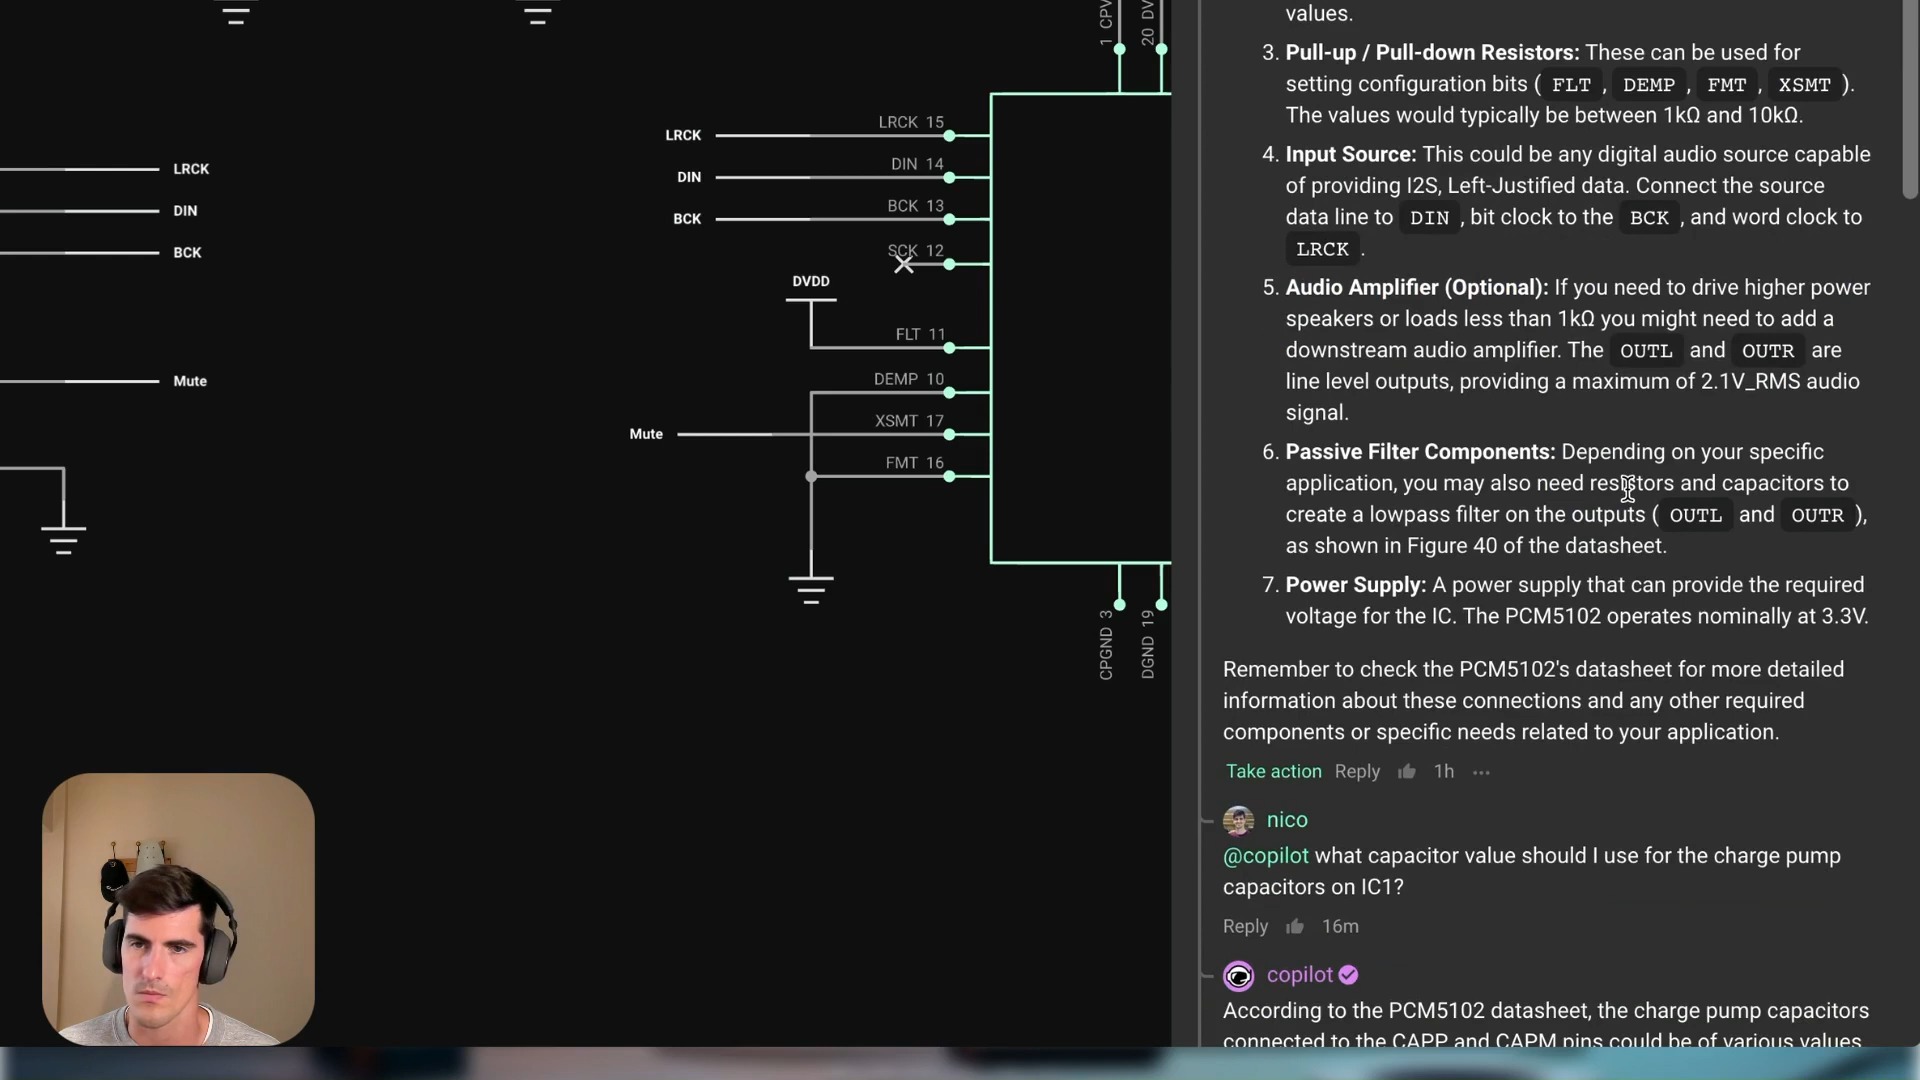 1 CPV
20 DV
LRCK 15
LRCK
DIN 14
DIN
BCK 13
BCK
SCK 12
DVDD
FLT 11
DEMP 10
XSMT 17
Mute
FMT 16
LRCK
DIN
BCK
Mute
CPGND 3
DGND 19
values.
3. Pull-up / Pull-down Resistors: These can be used for
setting configuration bits ( FLT , DEMP , FMT , XSMT ).
The values would typically be between 1kΩ and 10kΩ.
4. Input Source: This could be any digital audio source capable
of providing I2S, Left-Justified data. Connect the source
data line to DIN , bit clock to the BCK , and word clock to
LRCK .
5. Audio Amplifier (Optional): If you need to drive higher power
speakers or loads less than 1kΩ you might need to add a
downstream audio amplifier. The OUTL and OUTR are
line level outputs, providing a maximum of 2.1V_RMS audio
signal.
6. Passive Filter Components: Depending on your specific
application, you may also need resistors and capacitors to
create a lowpass filter on the outputs ( OUTL and OUTR ),
as shown in Figure 40 of the datasheet.
7. Power Supply: A power supply that can provide the required
voltage for the IC. The PCM5102 operates nominally at 3.3V.
Remember to check the PCM5102's datasheet for more detailed
information about these connections and any other required
components or specific needs related to your application.
Take action Reply 1h ...
nico
@copilot what capacitor value should I use for the charge pump
capacitors on IC1?
Reply 16m
copilot
According to the PCM5102 datasheet, the charge pump capacitors
connected to the CAPP and CAPM pins could be of various values